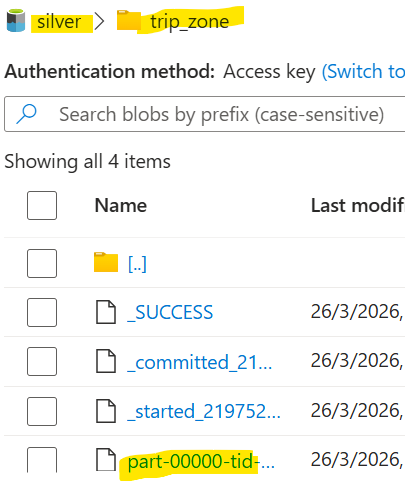 silver > trip_zone
Authentication method: Access key (Switch to
Search blobs by prefix (case-sensitive)
Showing all 4 items
Name Last modif
[..]
_SUCCESS 26/3/2026,
_committed_21... 26/3/2026,
_started_219752... 26/3/2026,
part-00000-tid-... 26/3/2026,